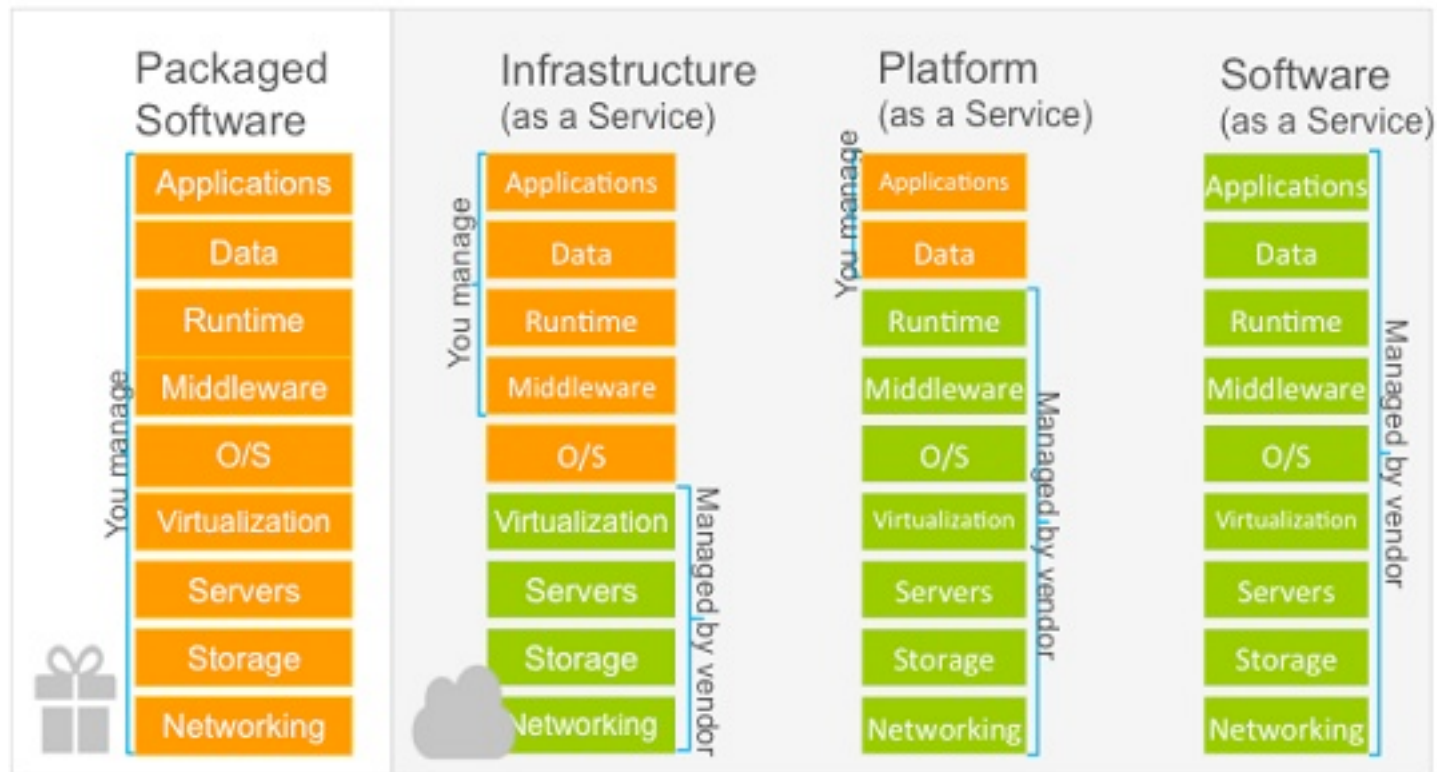 Packaged
Software
You manage
Applications
Data
Runtime
Middleware
O/S
Virtualization
Servers
Storage
Networking
Infrastructure
(as a Service)
You manage
Applications
Data
Runtime
Middleware
O/S
Virtualization
Servers
Storage
Networking
Managed by vendor
Platform
(as a Service)
You manage
Applications
Data
Runtime
Middleware
O/S
Virtualization
Servers
Storage
Networking
Managed by vendor
Software
(as a Service)
Applications
Data
Runtime
Middleware
O/S
Virtualization
Servers
Storage
Networking
Managed by vendor